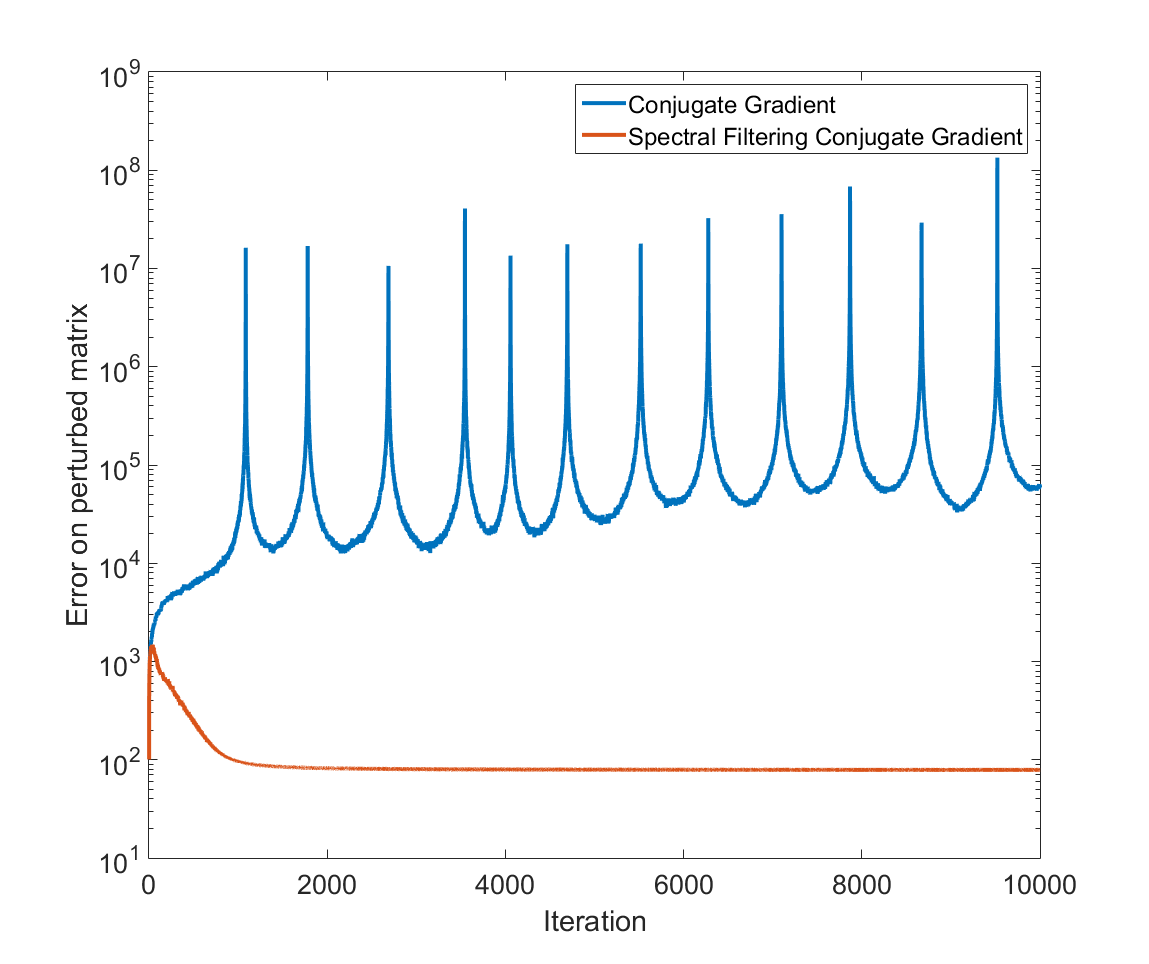 10^9
10^8
10^7
10^6
10^5
10^4
10^3
10^2
10^1
Error on perturbed matrix
Conjugate Gradient
Spectral Filtering Conjugate Gradient
0 2000 4000 6000 8000 10000
Iteration